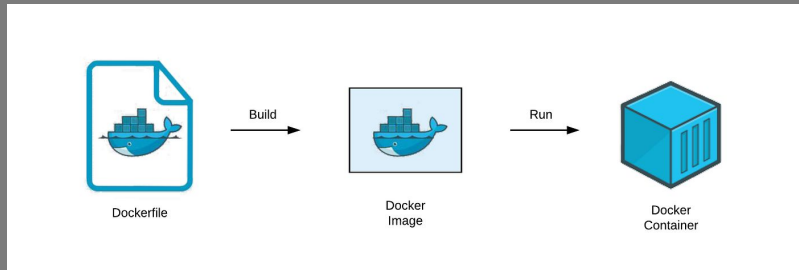 Build
Run
Dockerfile
Docker
Image
Docker
Container